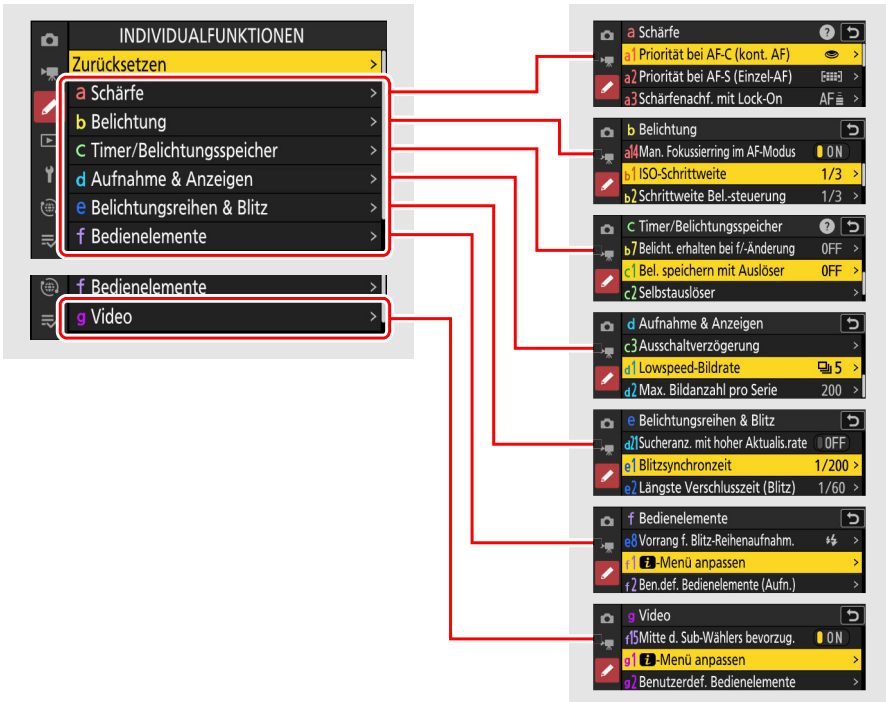 INDIVIDUALFUNKTIONEN
Zurücksetzen
a Schärfe
b Belichtung
c Timer/Belichtungsspeicher
d Aufnahme & Anzeigen
e Belichtungsreihen & Blitz
f Bedienelemente
f Bedienelemente
g Video
a Schärfe
a1 Priorität bei AF-C (kont. AF)
a2 Priorität bei AF-S (Einzel-AF)
a3 Schärfenachf. mit Lock-On AF
b Belichtung
a14 Man. Fokussierring im AF-Modus ON
b1 ISO-Schrittweite 1/3
b2 Schrittweite Bel.-steuerung 1/3
c Timer/Belichtungsspeicher
b7 Belicht. erhalten bei f/-Änderung OFF
c1 Bel. speichern mit Auslöser OFF
c2 Selbstauslöser
d Aufnahme & Anzeigen
c3 Ausschaltverzögerung
d1 Lowspeed-Bildrate 5
d2 Max. Bildanzahl pro Serie 200
e Belichtungsreihen & Blitz
d21 Sucheranz. mit hoher Aktualis.rate OFF
e1 Blitzsynchronzeit 1/200
e2 Längste Verschlusszeit (Blitz) 1/60
f Bedienelemente
e8 Vorrang f. Blitz-Reihenaufnahm.
f1 i-Menü anpassen
f2 Ben.def. Bedienelemente (Aufn.)
g Video
f15 Mitte d. Sub-Wählers bevorzug. ON
g1 i-Menü anpassen
g2 Benutzerdef. Bedienelemente